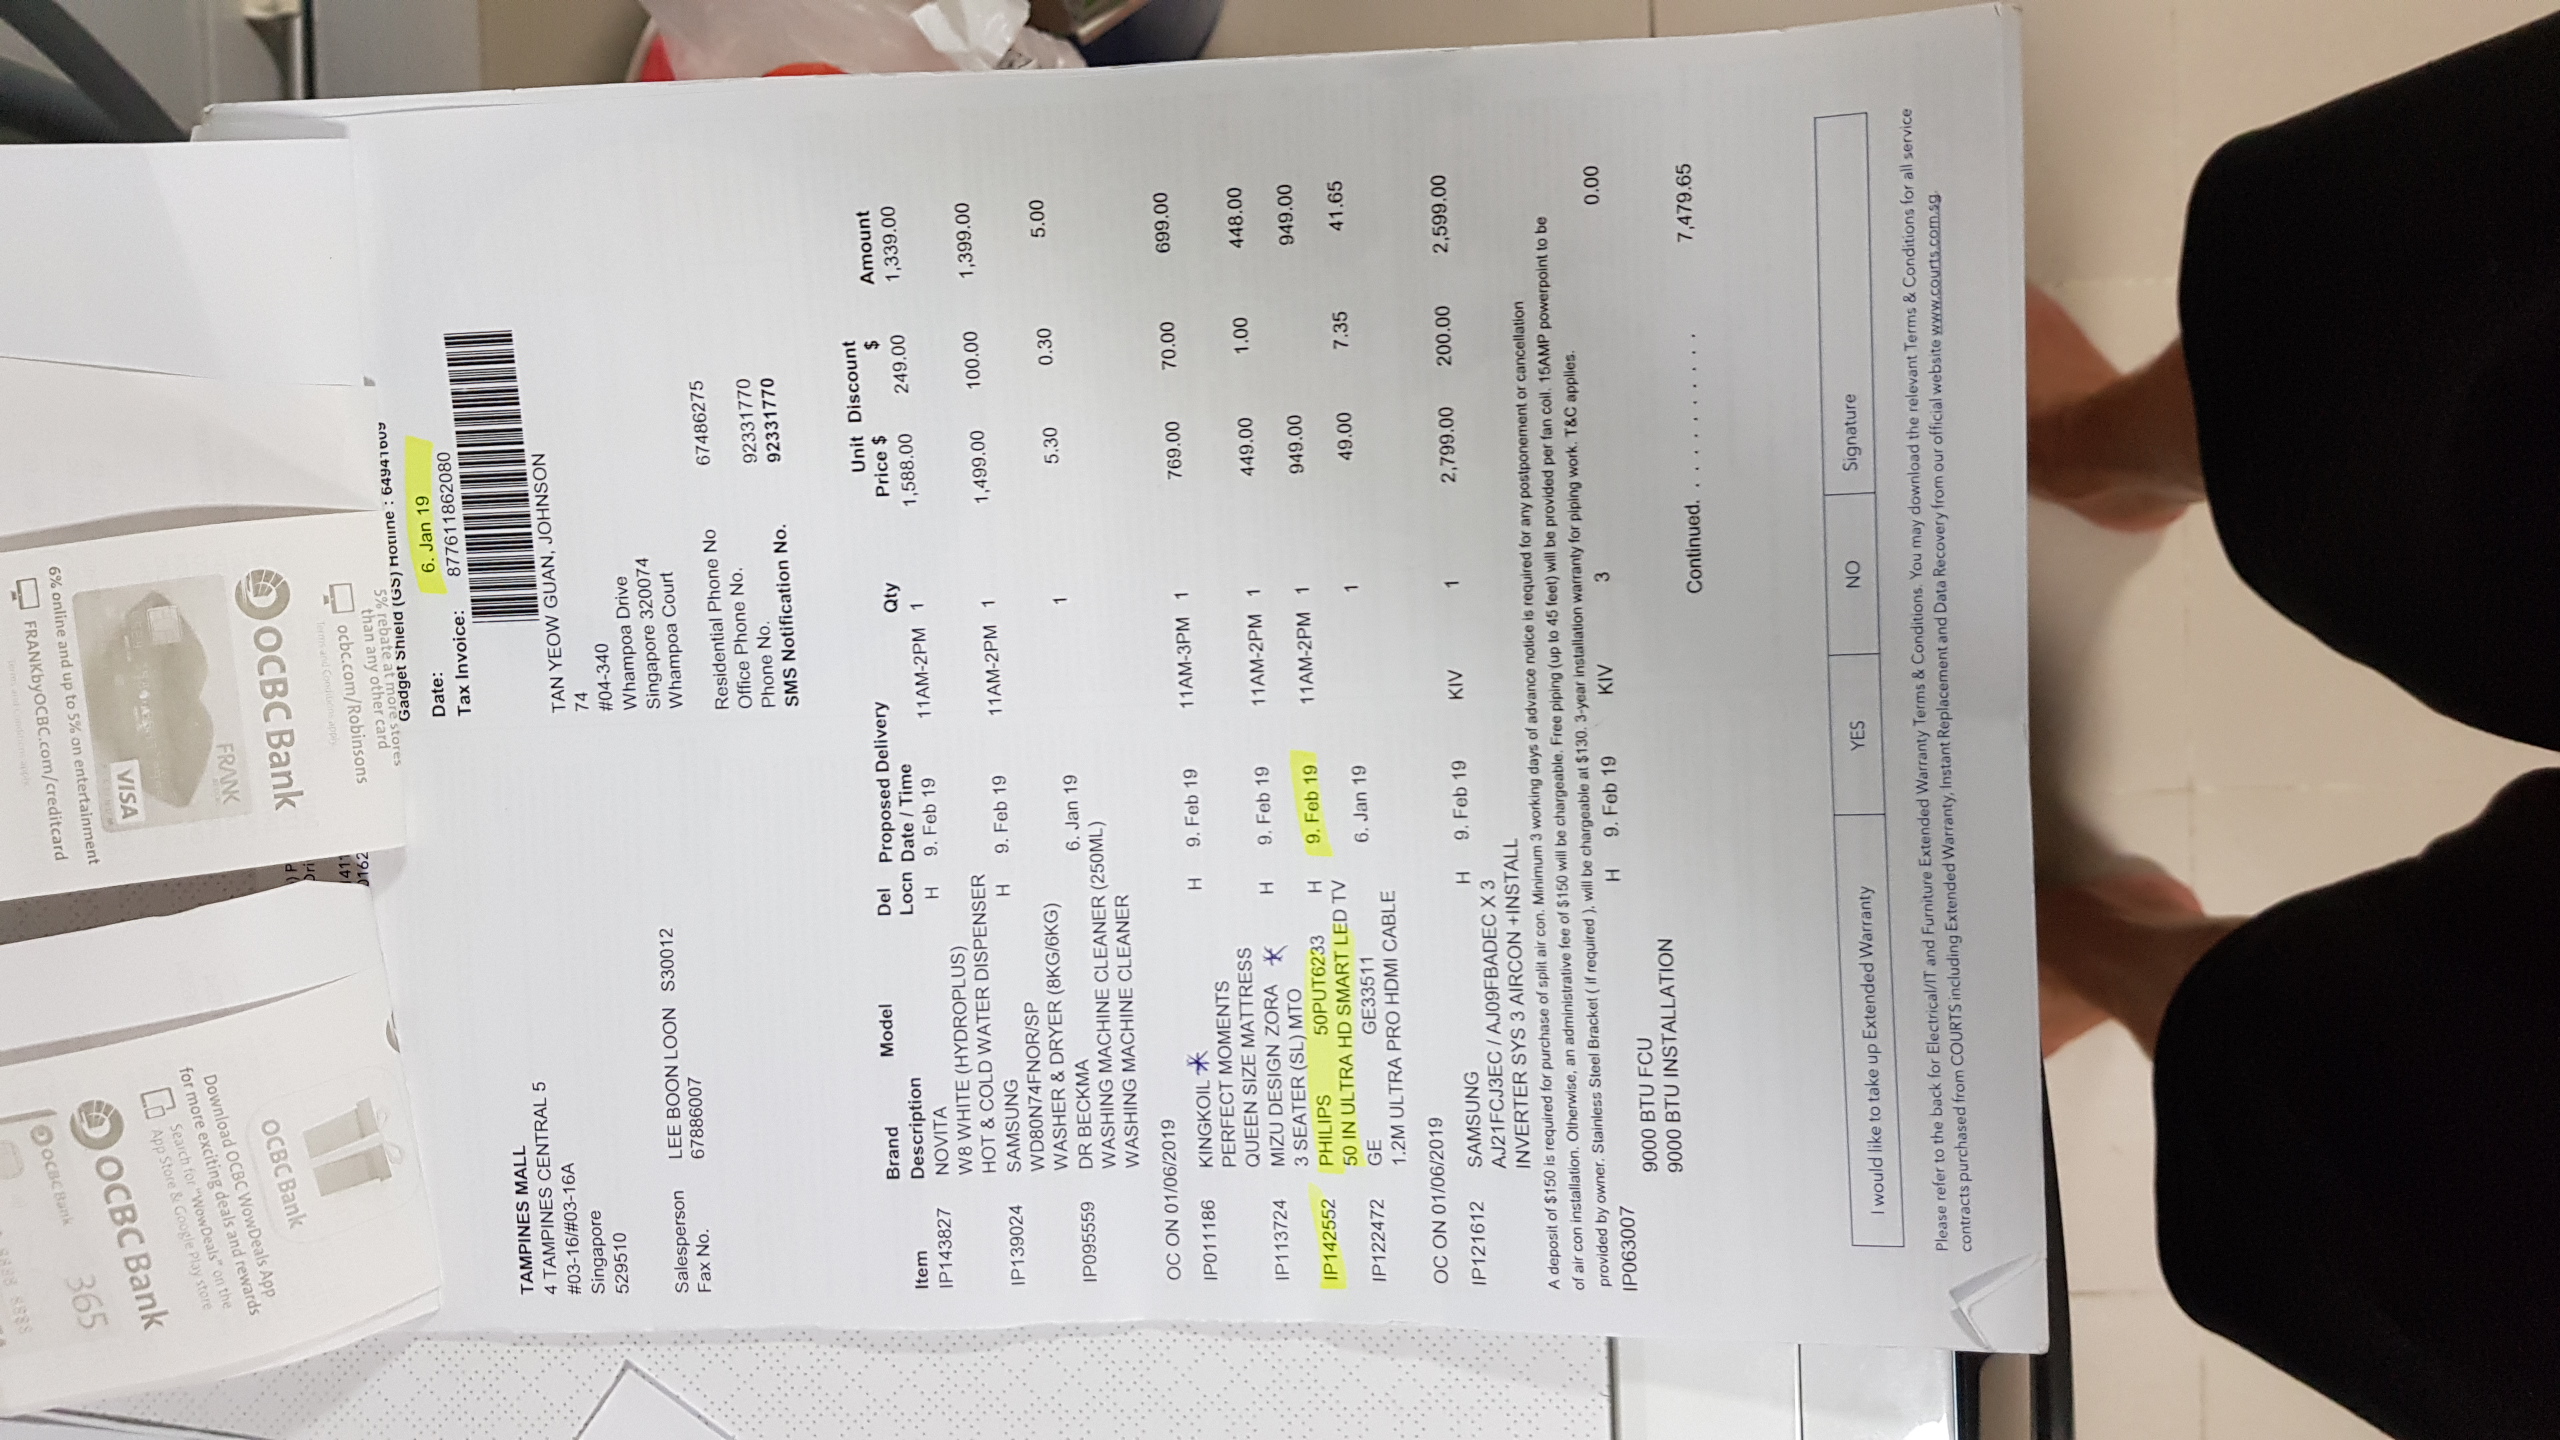 8888 8888
OCBC Bank
365
OCBC Bank
Search for "WowDeals" on the
App Store & Google Play store
for more exciting deals and rewards
Download OCBC WowDeals App
OCBC Bank
Terms and Conditions apply
FRANKbyOCBC.com/creditcard
6% online and up to 5% on entertainment
VISA
FRANK
OCBC Bank
Terms and Conditions apply
ocbc.com/Robinsons
than any other card
5% rebate at more stores
Gadget Shield (GS) Hotline : 64941609
Date: 6. Jan 19
Tax Invoice: 877611862080
TAMPINES MALL
4 TAMPINES CENTRAL 5
#03-16/#03-16A
Singapore
529510
Salesperson LEE BOON LOON S30012
Fax No. 67886007
TAN YEOW GUAN, JOHNSON
74
#04-340
Whampoa Drive
Singapore 320074
Whampoa Court
Residential Phone No 67486275
Office Phone No.
Phone No. 92331770
SMS Notification No. 92331770
Item Brand Model Del Proposed Delivery Qty Unit Discount Amount
Description Locn Date / Time Price $ $
IP143827 NOVITA H 9. Feb 19 11AM-2PM 1 1,588.00 249.00 1,339.00
W8 WHITE (HYDROPLUS)
HOT & COLD WATER DISPENSER
IP139024 SAMSUNG H 9. Feb 19 11AM-2PM 1 1,499.00 100.00 1,399.00
WD80N74FNOR/SP
WASHER & DRYER (8KG/6KG)
IP095559 DR BECKMA 6. Jan 19 1 5.30 0.30 5.00
WASHING MACHINE CLEANER (250ML)
WASHING MACHINE CLEANER
OC ON 01/06/2019
IP011186 KINGKOIL H 9. Feb 19 11AM-3PM 1 769.00 70.00 699.00
PERFECT MOMENTS
QUEEN SIZE MATTRESS
IP113724 MIZU DESIGN ZORA H 9. Feb 19 11AM-2PM 1 449.00 1.00 448.00
3 SEATER (SL) MTO
IP142552 PHILIPS 50PUT6233 H 9. Feb 19 11AM-2PM 1 949.00 949.00
50 IN ULTRA HD SMART LED TV
IP122472 GE GE33511 6. Jan 19 1 49.00 7.35 41.65
1.2M ULTRA PRO HDMI CABLE
OC ON 01/06/2019
IP121612 SAMSUNG H 9. Feb 19 KIV 1 2,799.00 200.00 2,599.00
AJ21FCJ3EC / AJ09FBADEC X 3
INVERTER SYS 3 AIRCON +INSTALL
A deposit of $150 is required for purchase of split air con. Minimum 3 working days of advance notice is required for any postponement or cancellation
of air con installation. Otherwise, an administrative fee of $150 will be chargeable. Free piping (up to 45 feet) will be provided per fan coil. 15AMP powerpoint to be
provided by owner. Stainless Steel Bracket ( if required ), will be chargeable at $130. 3-year installation warranty for piping work. T&C applies.
IP063007 H 9. Feb 19 KIV 3 0.00
9000 BTU FCU
9000 BTU INSTALLATION
Continued. . . . . . . . . . . 7,479.65
I would like to take up Extended Warranty YES NO Signature
Please refer to the back for Electrical/IT and Furniture Extended Warranty Terms & Conditions. You may download the relevant Terms & Conditions for all service
contracts purchased from COURTS including Extended Warranty, Instant Replacement and Data Recovery from our official website www.courts.com.sg.